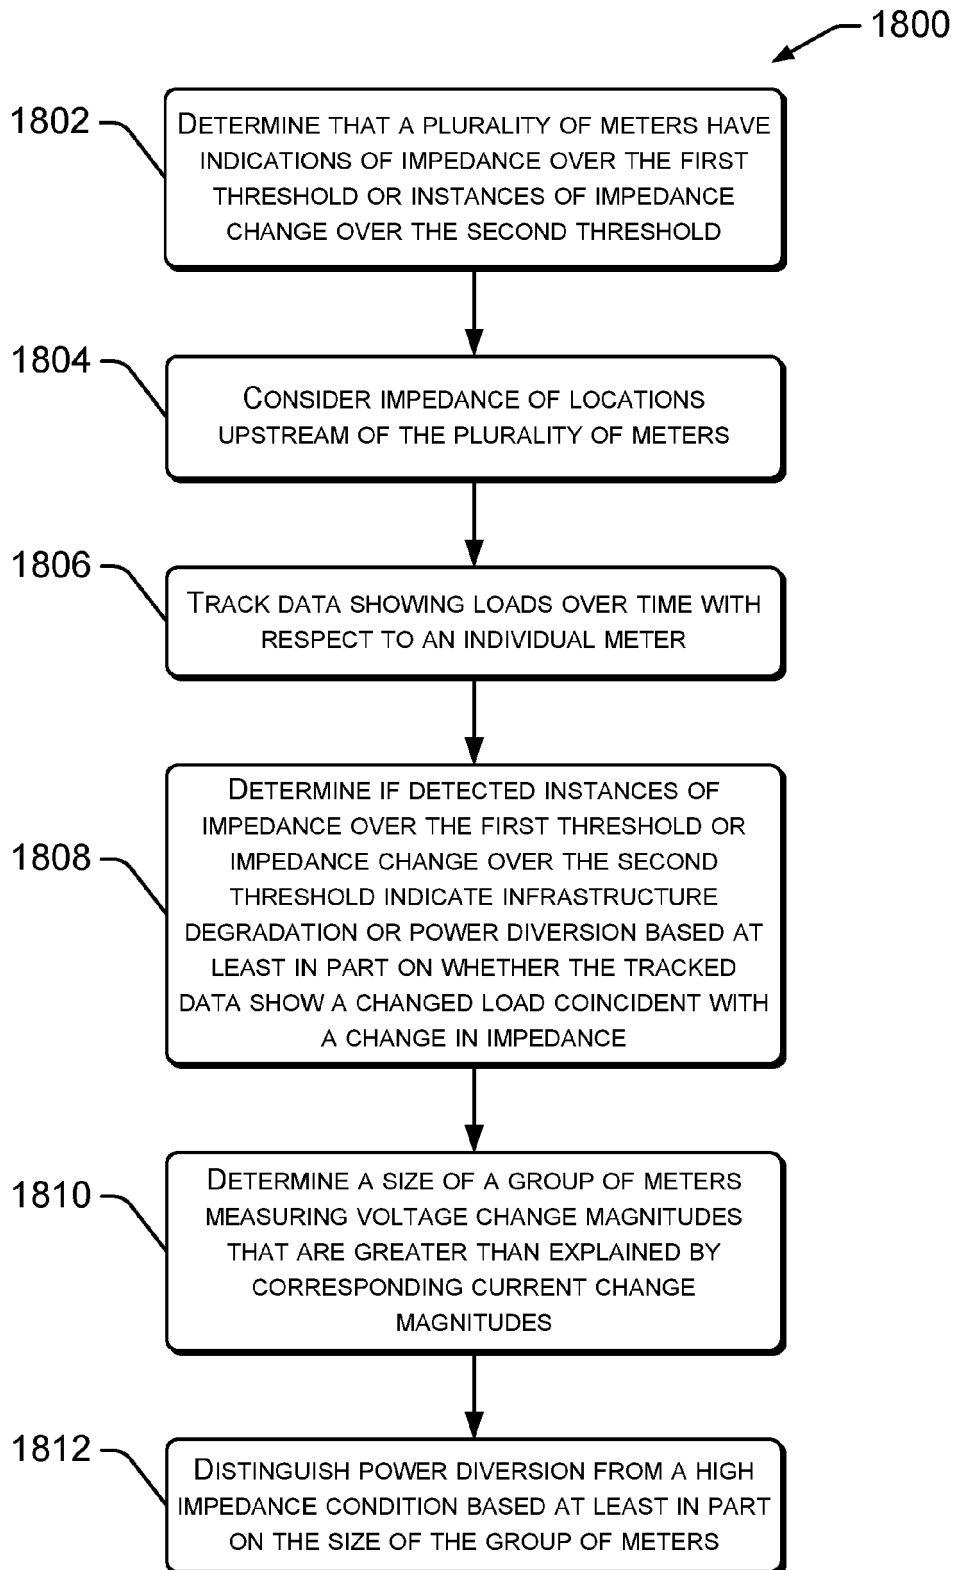 1800
1802
DETERMINE THAT A PLURALITY OF METERS HAVE
INDICATIONS OF IMPEDANCE OVER THE FIRST
THRESHOLD OR INSTANCES OF IMPEDANCE
CHANGE OVER THE SECOND THRESHOLD
1804
CONSIDER IMPEDANCE OF LOCATIONS
UPSTREAM OF THE PLURALITY OF METERS
1806
TRACK DATA SHOWING LOADS OVER TIME WITH
RESPECT TO AN INDIVIDUAL METER
1808
DETERMINE IF DETECTED INSTANCES OF
IMPEDANCE OVER THE FIRST THRESHOLD OR
IMPEDANCE CHANGE OVER THE SECOND
THRESHOLD INDICATE INFRASTRUCTURE
DEGRADATION OR POWER DIVERSION BASED AT
LEAST IN PART ON WHETHER THE TRACKED
DATA SHOW A CHANGED LOAD COINCIDENT WITH
A CHANGE IN IMPEDANCE
1810
DETERMINE A SIZE OF A GROUP OF METERS
MEASURING VOLTAGE CHANGE MAGNITUDES
THAT ARE GREATER THAN EXPLAINED BY
CORRESPONDING CURRENT CHANGE
MAGNITUDES
1812
DISTINGUISH POWER DIVERSION FROM A HIGH
IMPEDANCE CONDITION BASED AT LEAST IN PART
ON THE SIZE OF THE GROUP OF METERS